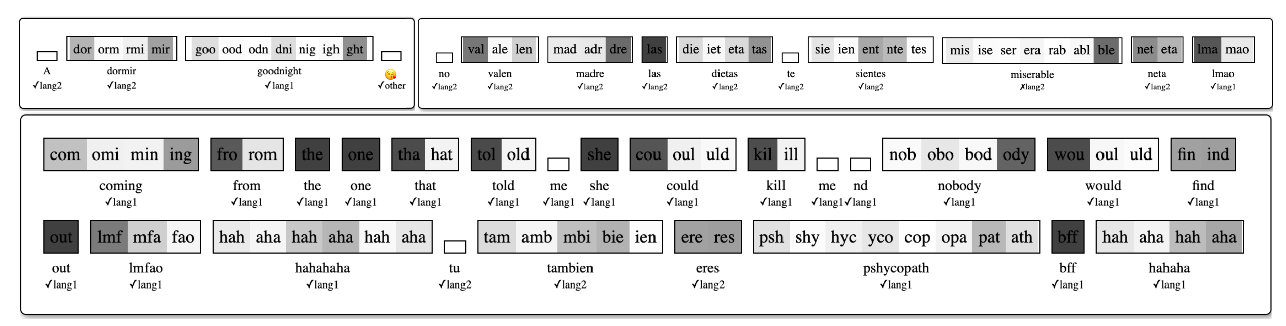 dor orm rmi mir goo ood odn dni nig igh ght
A dormir goodnight 😘
✓lang2 ✓lang2 ✓lang1 ✓other
val ale len mad adr dre las die iet eta tas sie ien ent nte tes mis ise ser era rab abl ble net eta lma mao
no valen madre las dietas te sientes miserable neta lmao
✓lang2 ✓lang2 ✓lang2 ✓lang2 ✓lang2 ✓lang2 ✓lang2 ✗lang2 ✓lang2 ✓lang1
com omi min ing fro rom the one tha hat tol old she cou oul uld kil ill nob obo bod ody wou oul uld fin ind
coming from the one that told me she could kill me nd nobody would find
✓lang1 ✓lang1 ✓lang1 ✓lang1 ✓lang1 ✓lang1 ✓lang1 ✓lang1 ✓lang1 ✓lang1 ✓lang1 ✓lang1 ✓lang1 ✓lang1 ✓lang1
out lmf mfa fao hah aha hah aha hah aha tam amb mbi bie ien ere res psh shy hyc yco cop opa pat ath bff hah aha hah aha
out lmfao hahahaha tu tambien eres pshycopath bff hahaha
✓lang1 ✓lang1 ✓lang1 ✓lang2 ✓lang2 ✓lang2 ✓lang1 ✓lang1 ✓lang1